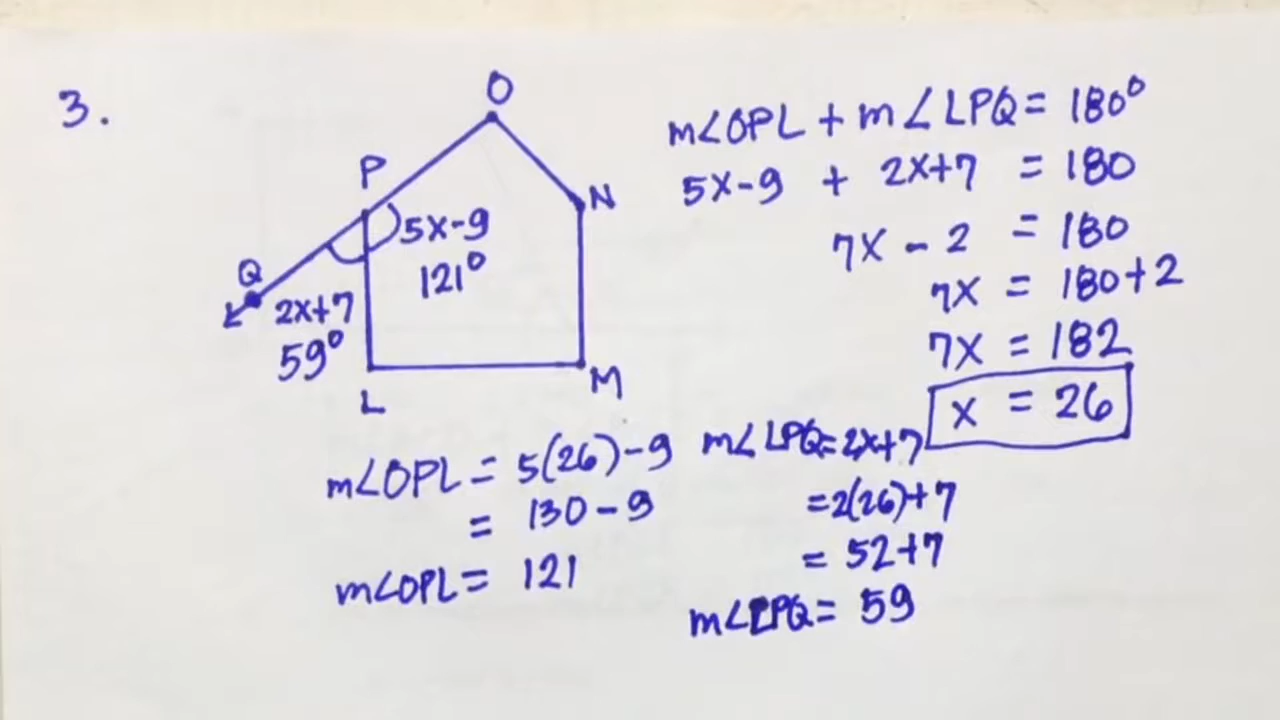 3.
O
P
N
5x-9
121°
Q
2x+7
59°
L
M
m∠OPL + m∠LPQ = 180°
5x-9 + 2x+7 = 180
7x - 2 = 180
7x = 180+2
7x = 182
x = 26
m∠OPL = 5(26)-9
= 130-9
m∠OPL = 121
m∠LPQ = 2x+7
= 2(26)+7
= 52+7
m∠LPQ = 59